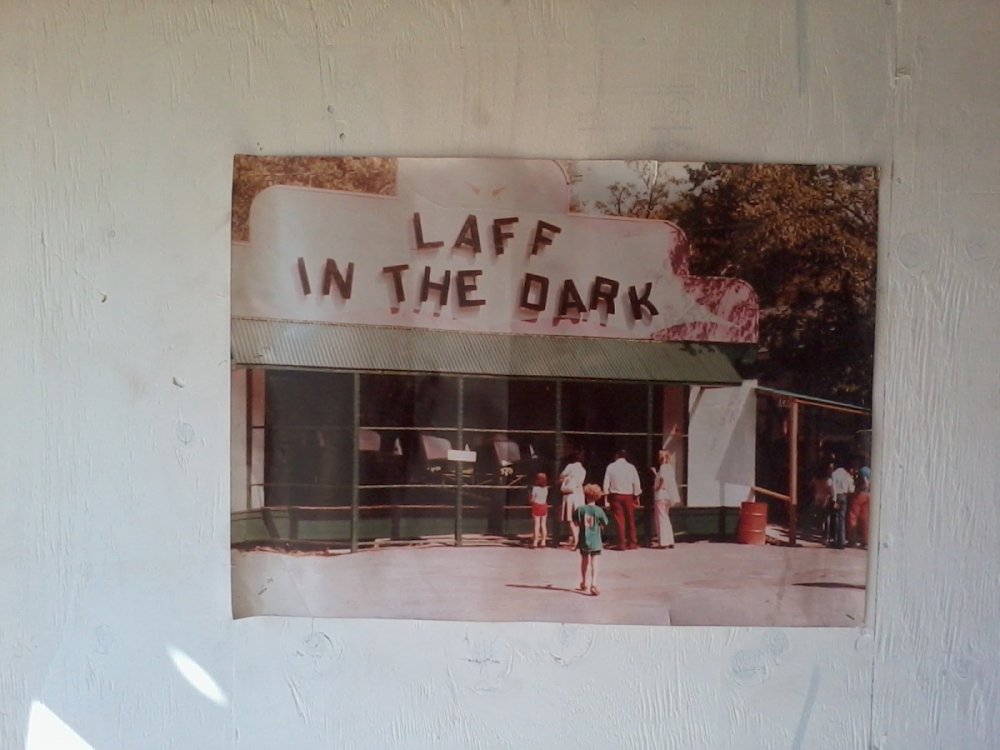 LAFF
IN THE DARK